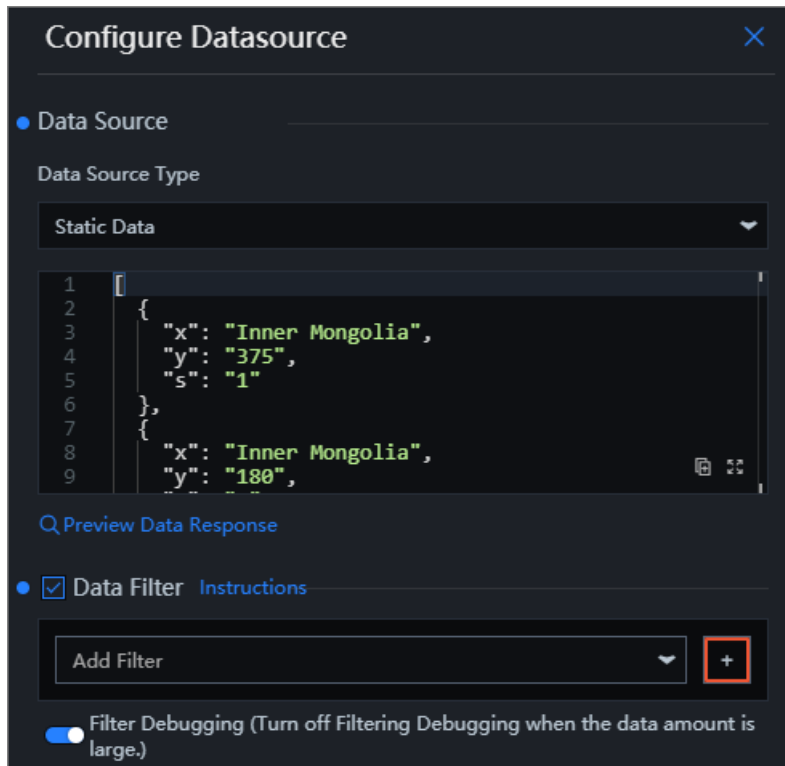 Configure Datasource
Data Source
Data Source Type
Static Data
1 [
2 {
3 "x": "Inner Mongolia",
4 "y": "375",
5 "s": "1"
6 },
7 {
8 "x": "Inner Mongolia",
9 "y": "180",
Preview Data Response
Data Filter Instructions
Add Filter
+
Filter Debugging (Turn off Filtering Debugging when the data amount is
large.)